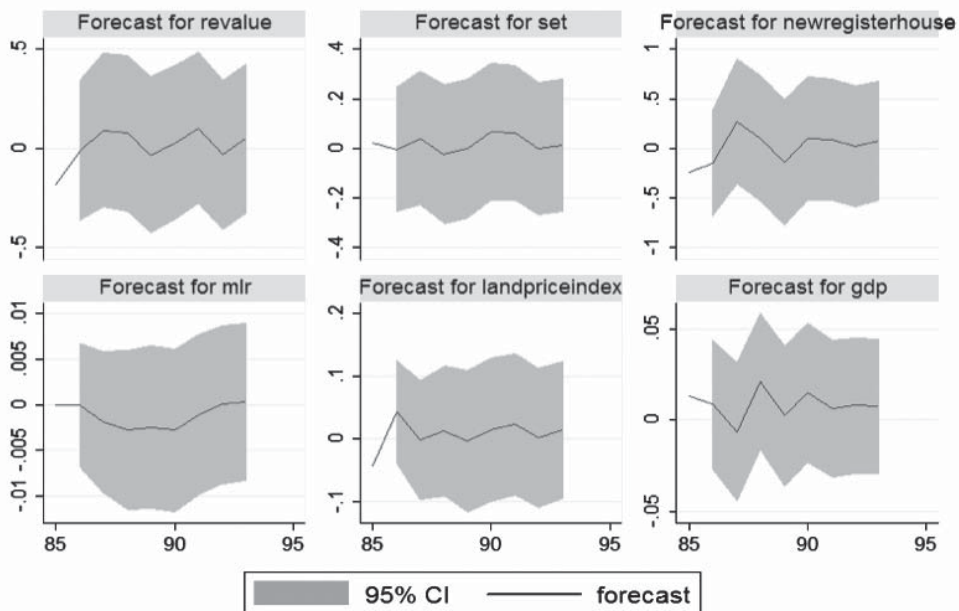 Forecast for revalue
.5
0
-.5
Forecast for set
.4
.2
0
-.2
-.4
Forecast for newregisterhouse
1
.5
0
-.5
-1
Forecast for mlr
.01
.005
0
-.005
-.01
85 90 95
Forecast for landpriceindex
.2
.1
0
-.1
85 90 95
Forecast for gdp
.05
0
-.05
85 90 95
95% CI forecast